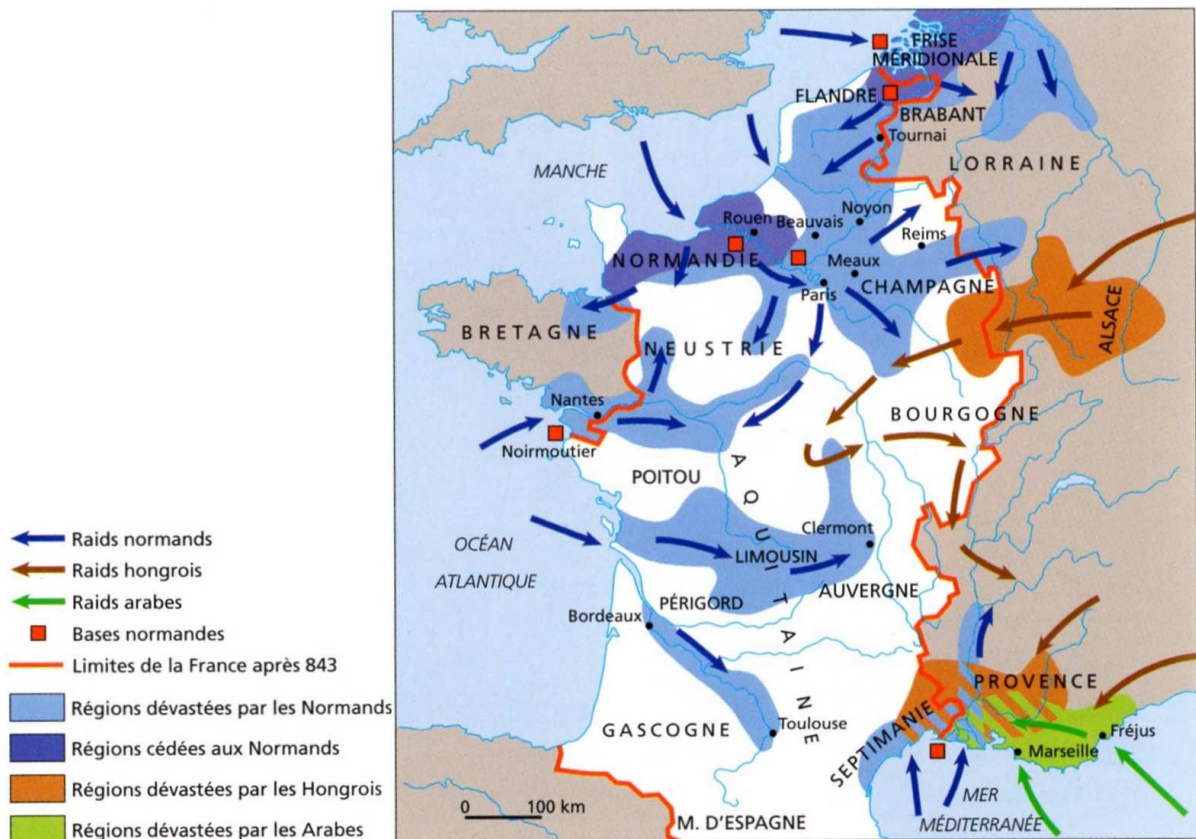 FRISE
MÉRIDIONALE
FLANDRE
BRABANT
Tournai
MANCHE
LORRAINE
Rouen
Beauvais
Noyon
Reims
NORMANDIE
Meaux
CHAMPAGNE
Paris
ALSACE
BRETAGNE
NEUSTRIE
Nantes
BOURGOGNE
Noirmoutier
POITOU
AQUITAINE
Clermont
OCÉAN
ATLANTIQUE
LIMOUSIN
AUVERGNE
PÉRIGORD
Bordeaux
PROVENCE
GASCOGNE
Toulouse
SEPTIMANIE
Fréjus
Marseille
0 100 km
MER
MÉDITERRANÉE
M. D'ESPAGNE
Raids normands
Raids hongrois
Raids arabes
Bases normandes
Limites de la France après 843
Régions dévastées par les Normands
Régions cédées aux Normands
Régions dévastées par les Hongrois
Régions dévastées par les Arabes